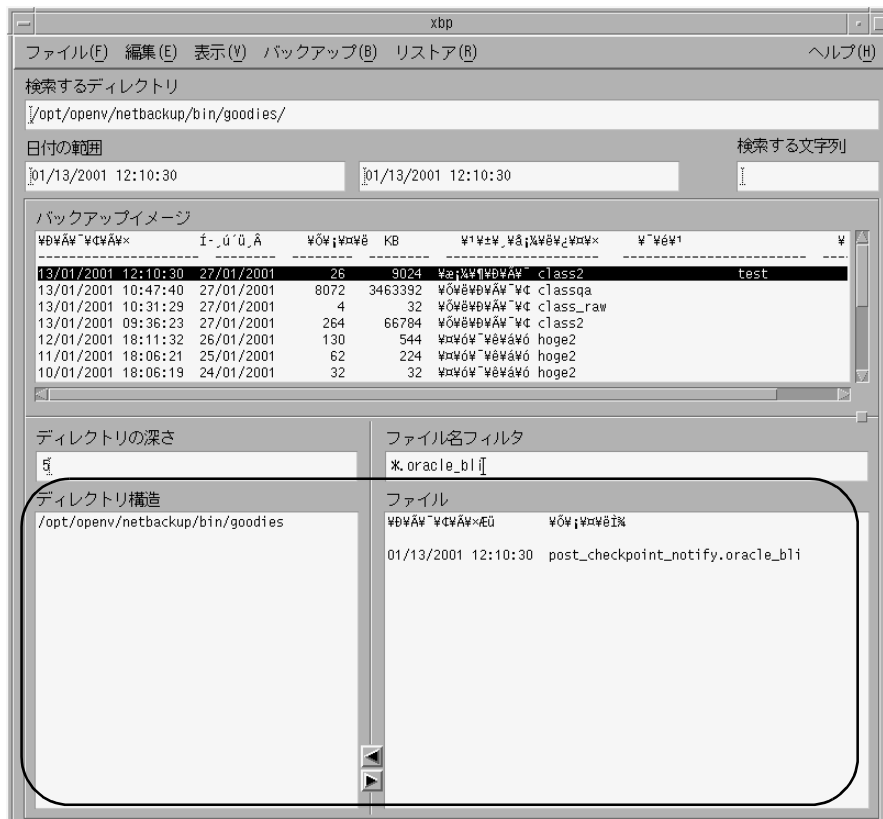 xbp
ファイル(F) 編集(E) 表示(V) バックアップ(B) リストア(R) ヘルプ(H)
検索するディレクトリ
/opt/openv/netbackup/bin/goodies/
日付の範囲 検索する文字列
01/13/2001 12:10:30 01/13/2001 12:10:30
バックアップイメージ
¥Ð¥Ã¥¯¥¢¥Ã¥× Í­¸ú´ü¸Â ¥Õ¥¡¥¤¥ë KB ¥¹¥±¥¸¥å¡¼¥ë¥¿¥¤¥× ¥¯¥é¥¹ ¥
13/01/2001 12:10:30 27/01/2001 26 9024 ¥æ¡¼¥¶¥Ð¥Ã¥¯ class2 test
13/01/2001 10:47:40 27/01/2001 8072 3463392 ¥Õ¥ë¥Ð¥Ã¥¯¥¢ classqa
13/01/2001 10:31:29 27/01/2001 4 32 ¥Õ¥ë¥Ð¥Ã¥¯¥¢ class_raw
13/01/2001 09:36:23 27/01/2001 264 66784 ¥Õ¥ë¥Ð¥Ã¥¯¥¢ class2
12/01/2001 18:11:32 26/01/2001 130 544 ¥¤¥ó¥¯¥ê¥á¥ó hoge2
11/01/2001 18:06:21 25/01/2001 62 224 ¥¤¥ó¥¯¥ê¥á¥ó hoge2
10/01/2001 18:06:19 24/01/2001 32 32 ¥¤¥ó¥¯¥ê¥á¥ó hoge2
ディレクトリの深さ ファイル名フィルタ
5 *.oracle_bli
ディレクトリ構造 ファイル
/opt/openv/netbackup/bin/goodies ¥Ð¥Ã¥¯¥¢¥Ã¥×Æü ¥Õ¥¡¥¤¥ëÌ¾
01/13/2001 12:10:30 post_checkpoint_notify.oracle_bli